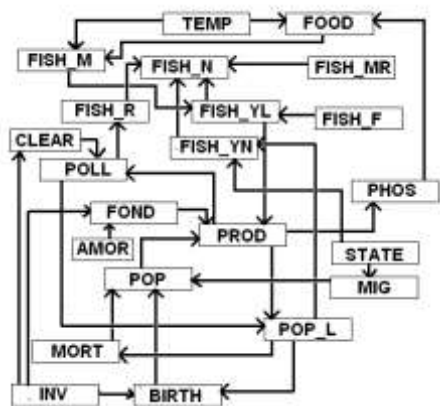 TEMP FOOD
FISH_M FISH_N FISH_MR
FISH_R FISH_YL FISH_F
CLEAR FISH_YN
POLL PHOS
FOND PROD
AMOR STATE
POP MIG
POP_L
MORT
INV BIRTH